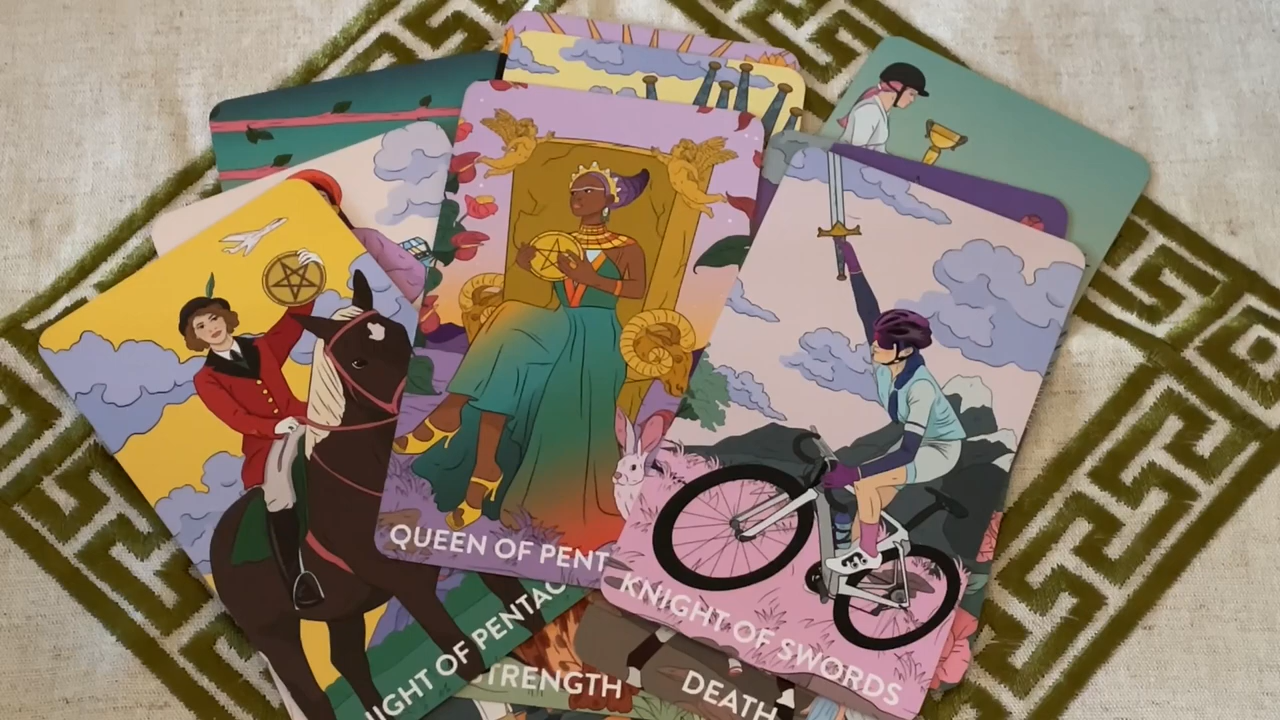 QUEEN OF PENT
KNIGHT OF SWORDS
IGHT OF PENTAC
STRENGTH
DEATH